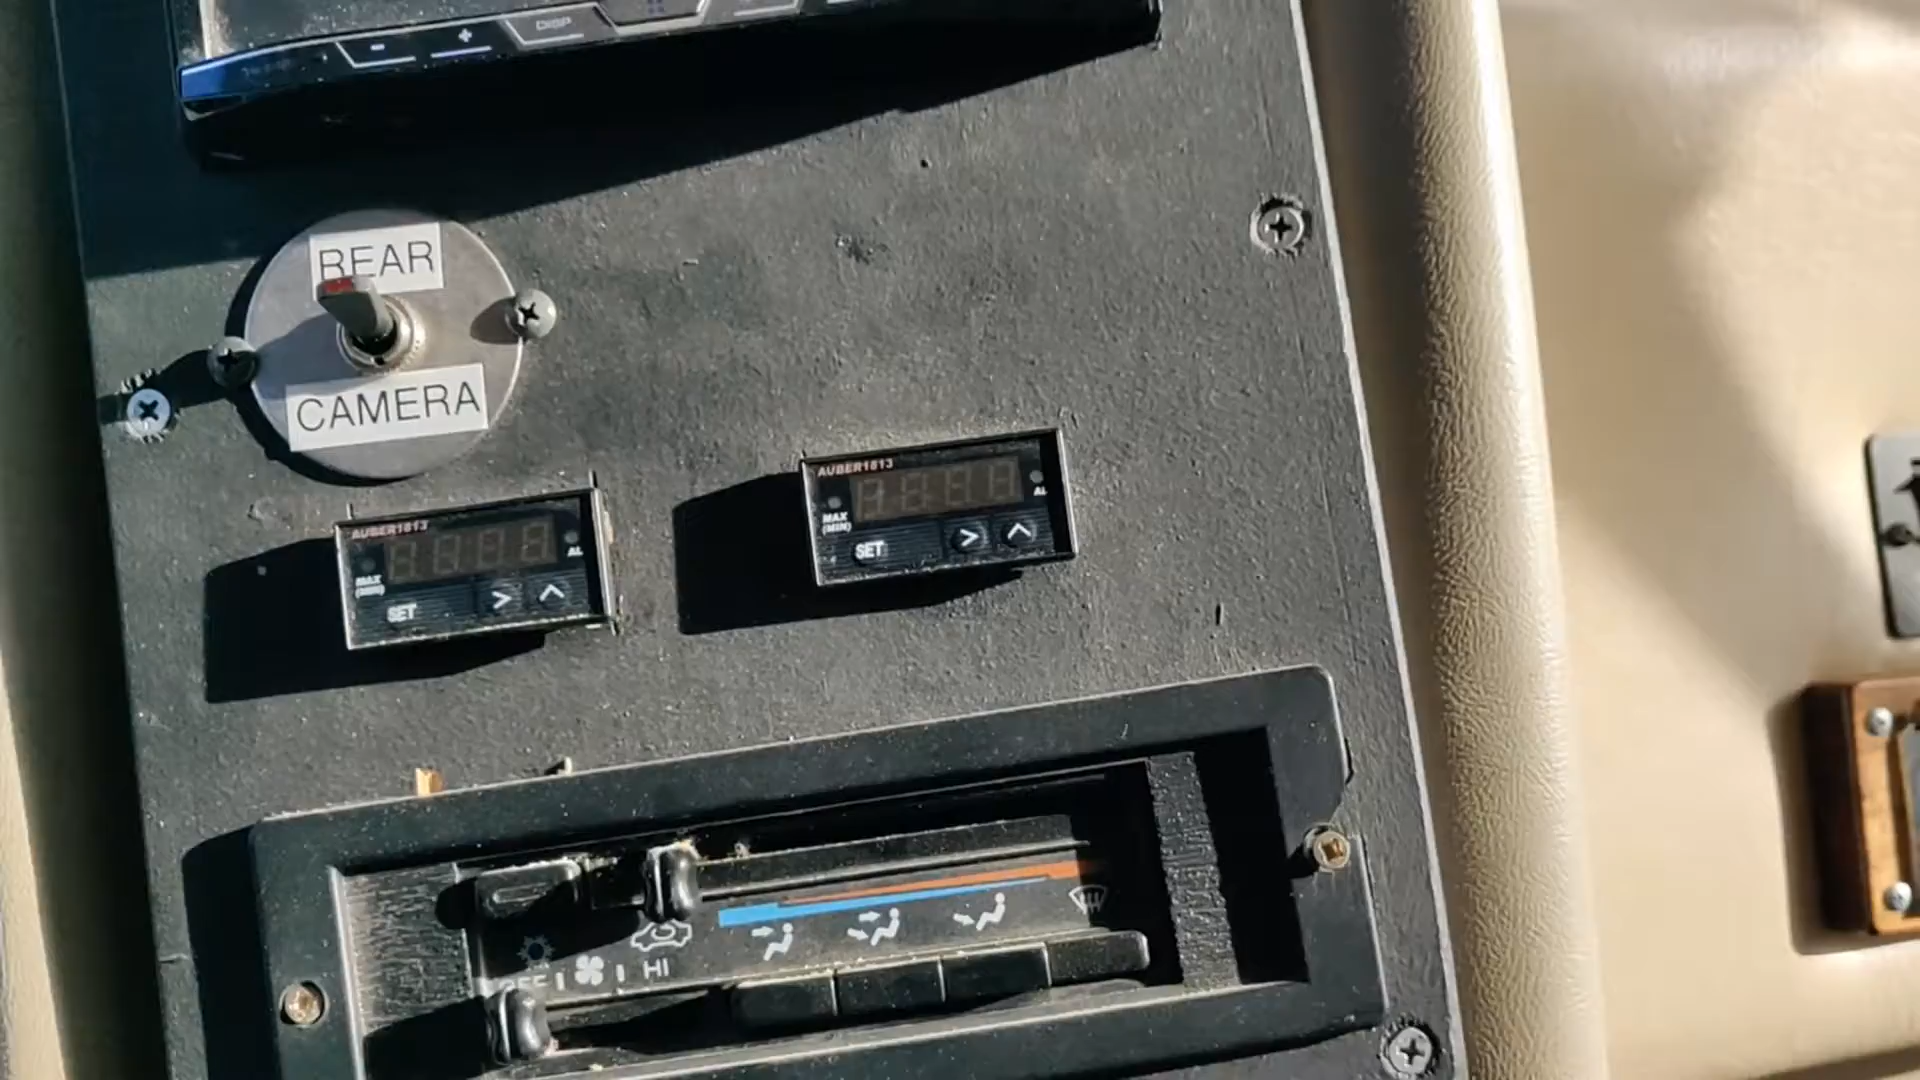 - + DISP
REAR
CAMERA
AUBER1813
MAX
(MIN)
AL
SET > ^
AUBER1813
MAX
(MIN)
AL
SET > ^
HI